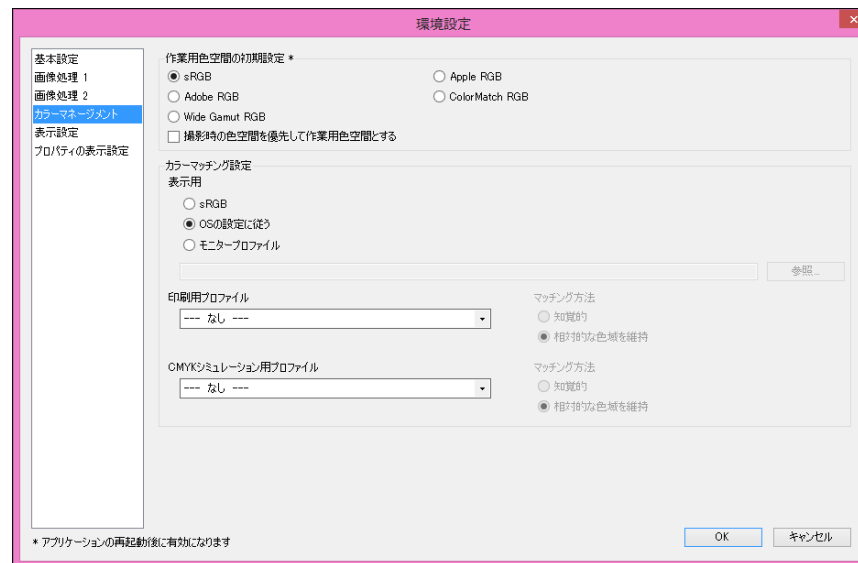 環境設定
×
基本設定
画像処理 1
画像処理 2
カラーマネージメント
表示設定
プロパティの表示設定
作業用色空間の初期設定 *
sRGB
Apple RGB
Adobe RGB
ColorMatch RGB
Wide Gamut RGB
撮影時の色空間を優先して作業用色空間とする
カラーマッチング設定
表示用
sRGB
OSの設定に従う
モニタープロファイル
参照...
印刷用プロファイル
マッチング方法
--- なし ---
知覚的
相対的な色域を維持
CMYKシミュレーション用プロファイル
マッチング方法
--- なし ---
知覚的
相対的な色域を維持
* アプリケーションの再起動後に有効になります
OK
キャンセル